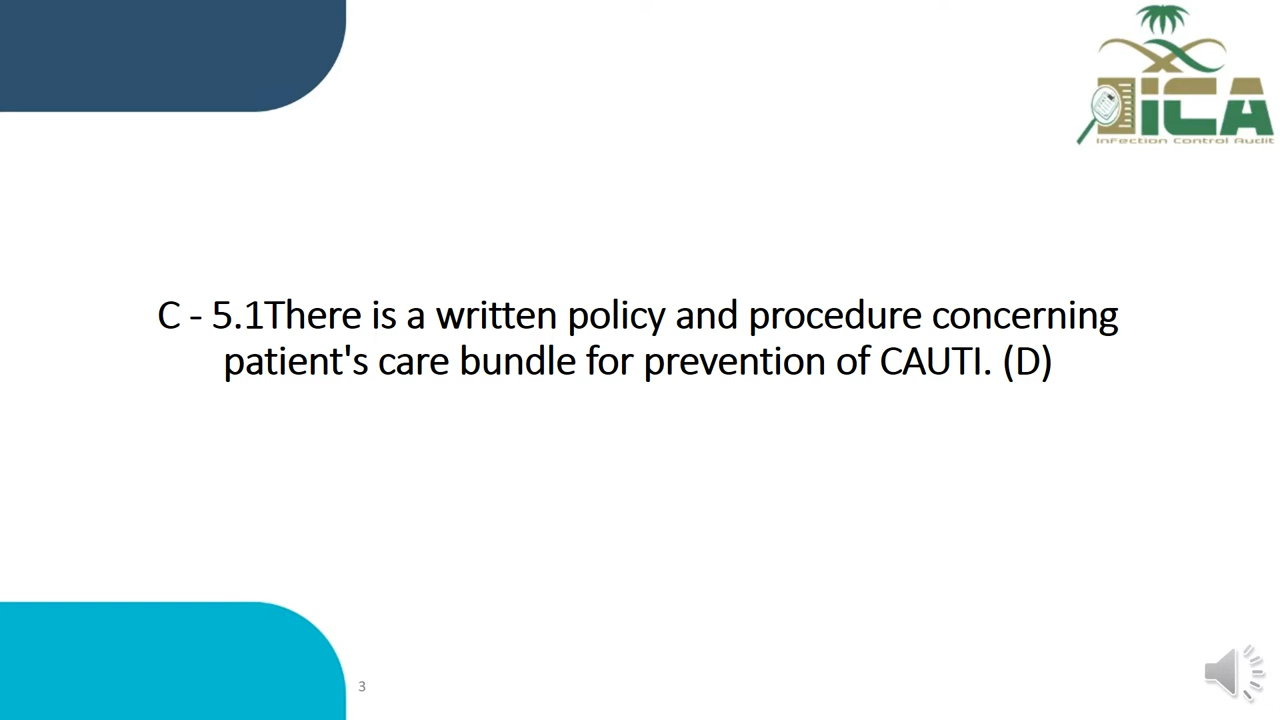 iCA
Infection Control Audit
C - 5.1There is a written policy and procedure concerning
patient's care bundle for prevention of CAUTI. (D)
3